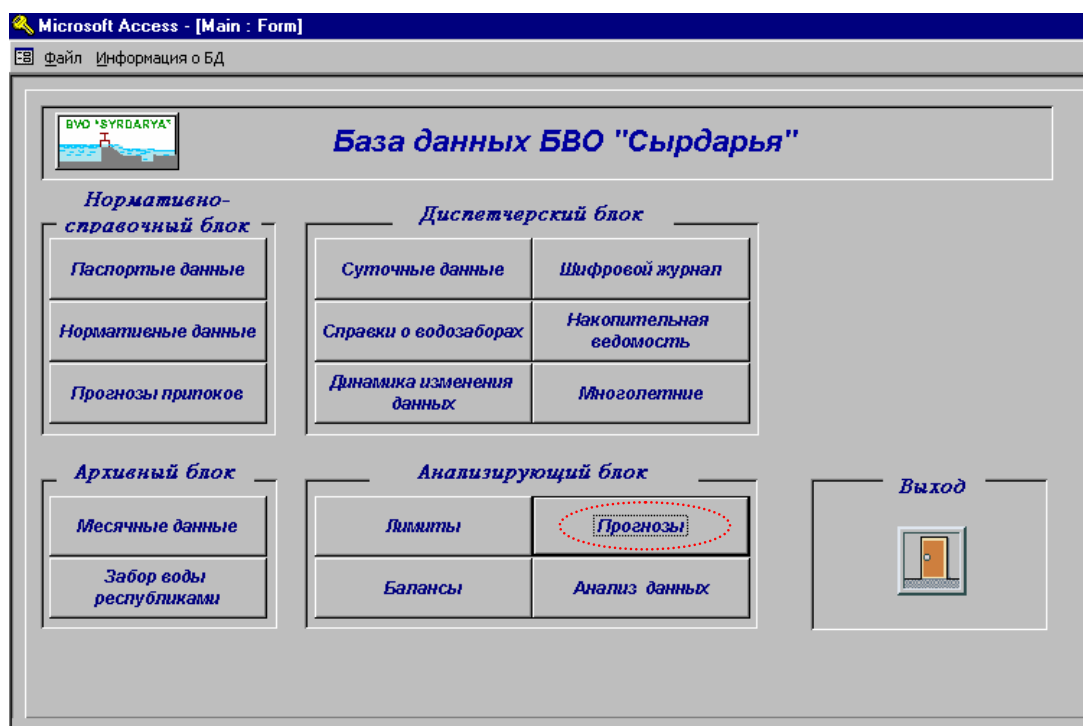 Microsoft Access - [Main : Form]
Файл Информация о БД
BVO "SYRDARYA"
База данных БВО "Сырдарья"
Нормативно-
справочный блок
Паспортые данные
Нормативные данные
Прогнозы притоков
Диспетчерский блок
Суточные данные
Шифровой журнал
Справки о водозаборах
Накопительная
ведомость
Динамика изменения
данных
Многолетние
Архивный блок
Месячные данные
Забор воды
республиками
Анализирующий блок
Лимиты
Прогнозы
Балансы
Анализ данных
Выход